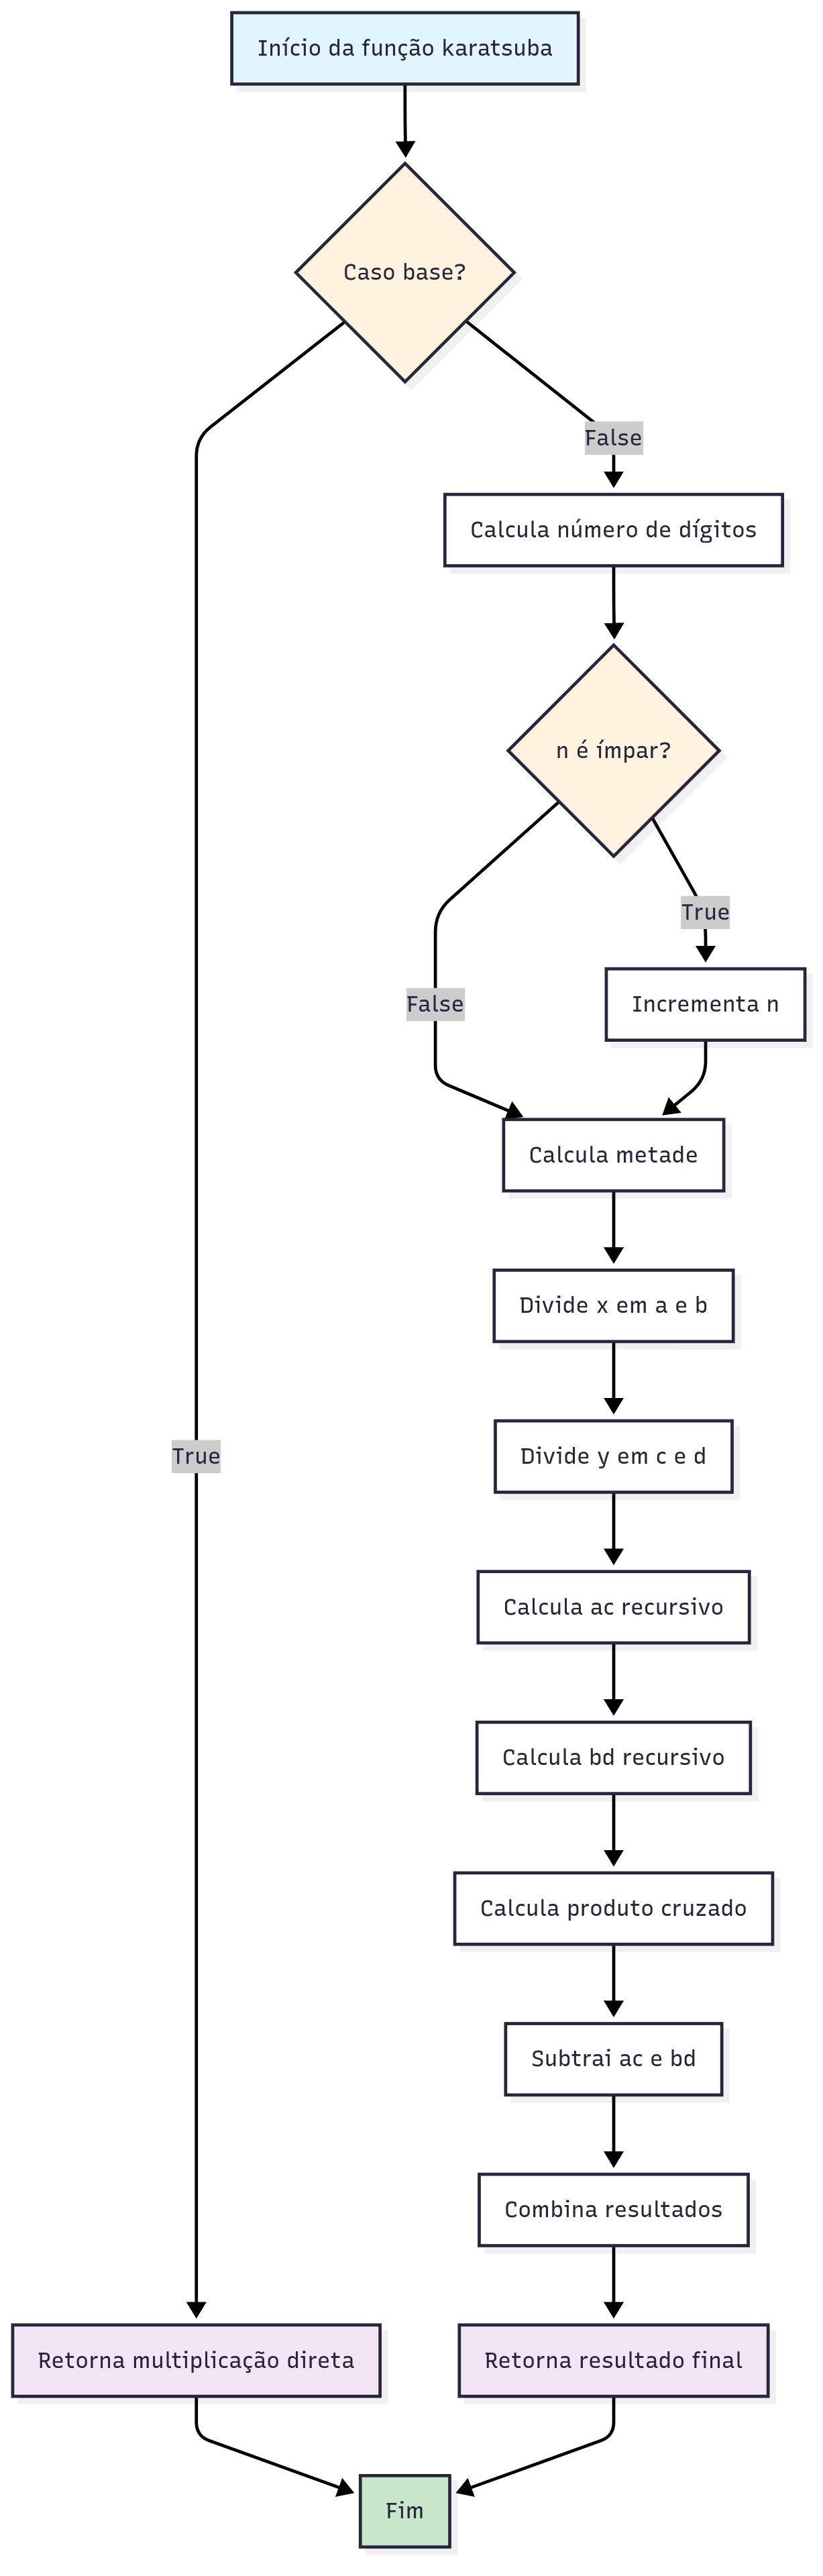 Início da função karatsuba
Caso base?
False
Calcula número de dígitos
n é ímpar?
True
False
Incrementa n
Calcula metade
Divide x em a e b
True
Divide y em c e d
Calcula ac recursivo
Calcula bd recursivo
Calcula produto cruzado
Subtrai ac e bd
Combina resultados
Retorna multiplicação direta
Retorna resultado final
Fim